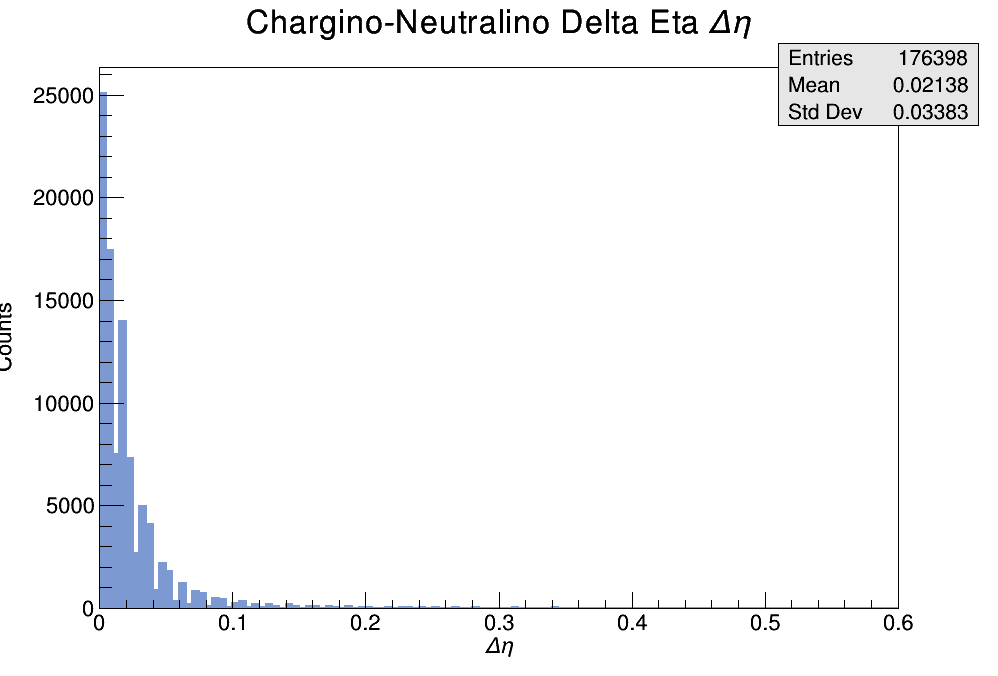 Chargino-Neutralino Delta Eta Δη
Entries 176398
Mean 0.02138
Std Dev 0.03383
25000
20000
15000
10000
5000
0
Counts
0 0.1 0.2 0.3 0.4 0.5 0.6
Δη